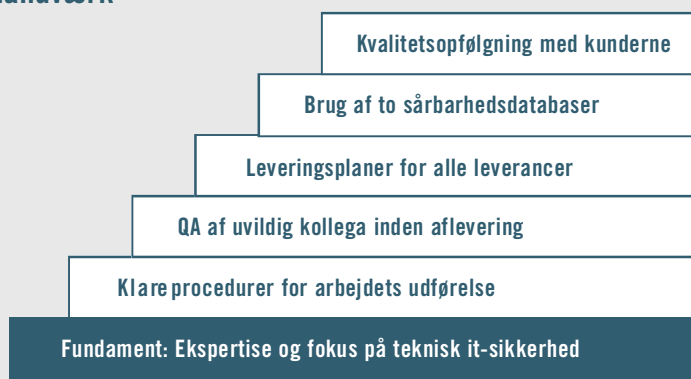 Kvalitetsopfølgning med kunderne
Brug af to sårbarhedsdatabaser
Leveringsplaner for alle leverancer
QA af uvildig kollega inden aflevering
Klare procedurer for arbejdets udførelse
Fundament: Ekspertise og fokus på teknisk it-sikkerhed